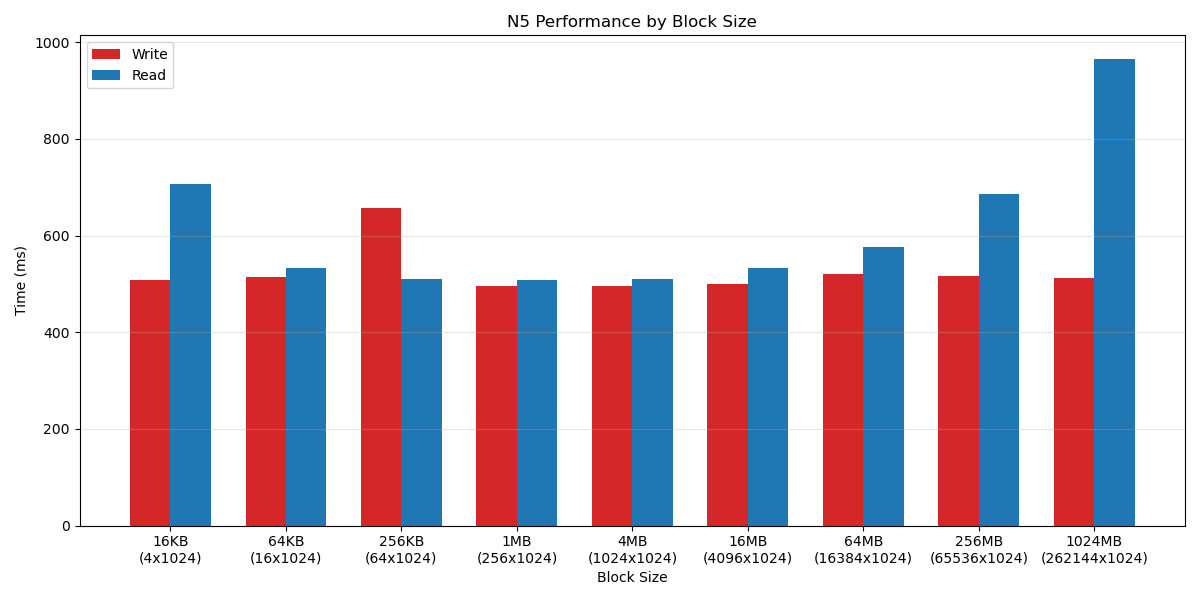 N5 Performance by Block Size
Write
Read
Time (ms)
1000
800
600
400
200
0
16KB
(4x1024)
64KB
(16x1024)
256KB
(64x1024)
1MB
(256x1024)
4MB
(1024x1024)
16MB
(4096x1024)
64MB
(16384x1024)
256MB
(65536x1024)
1024MB
(262144x1024)
Block Size